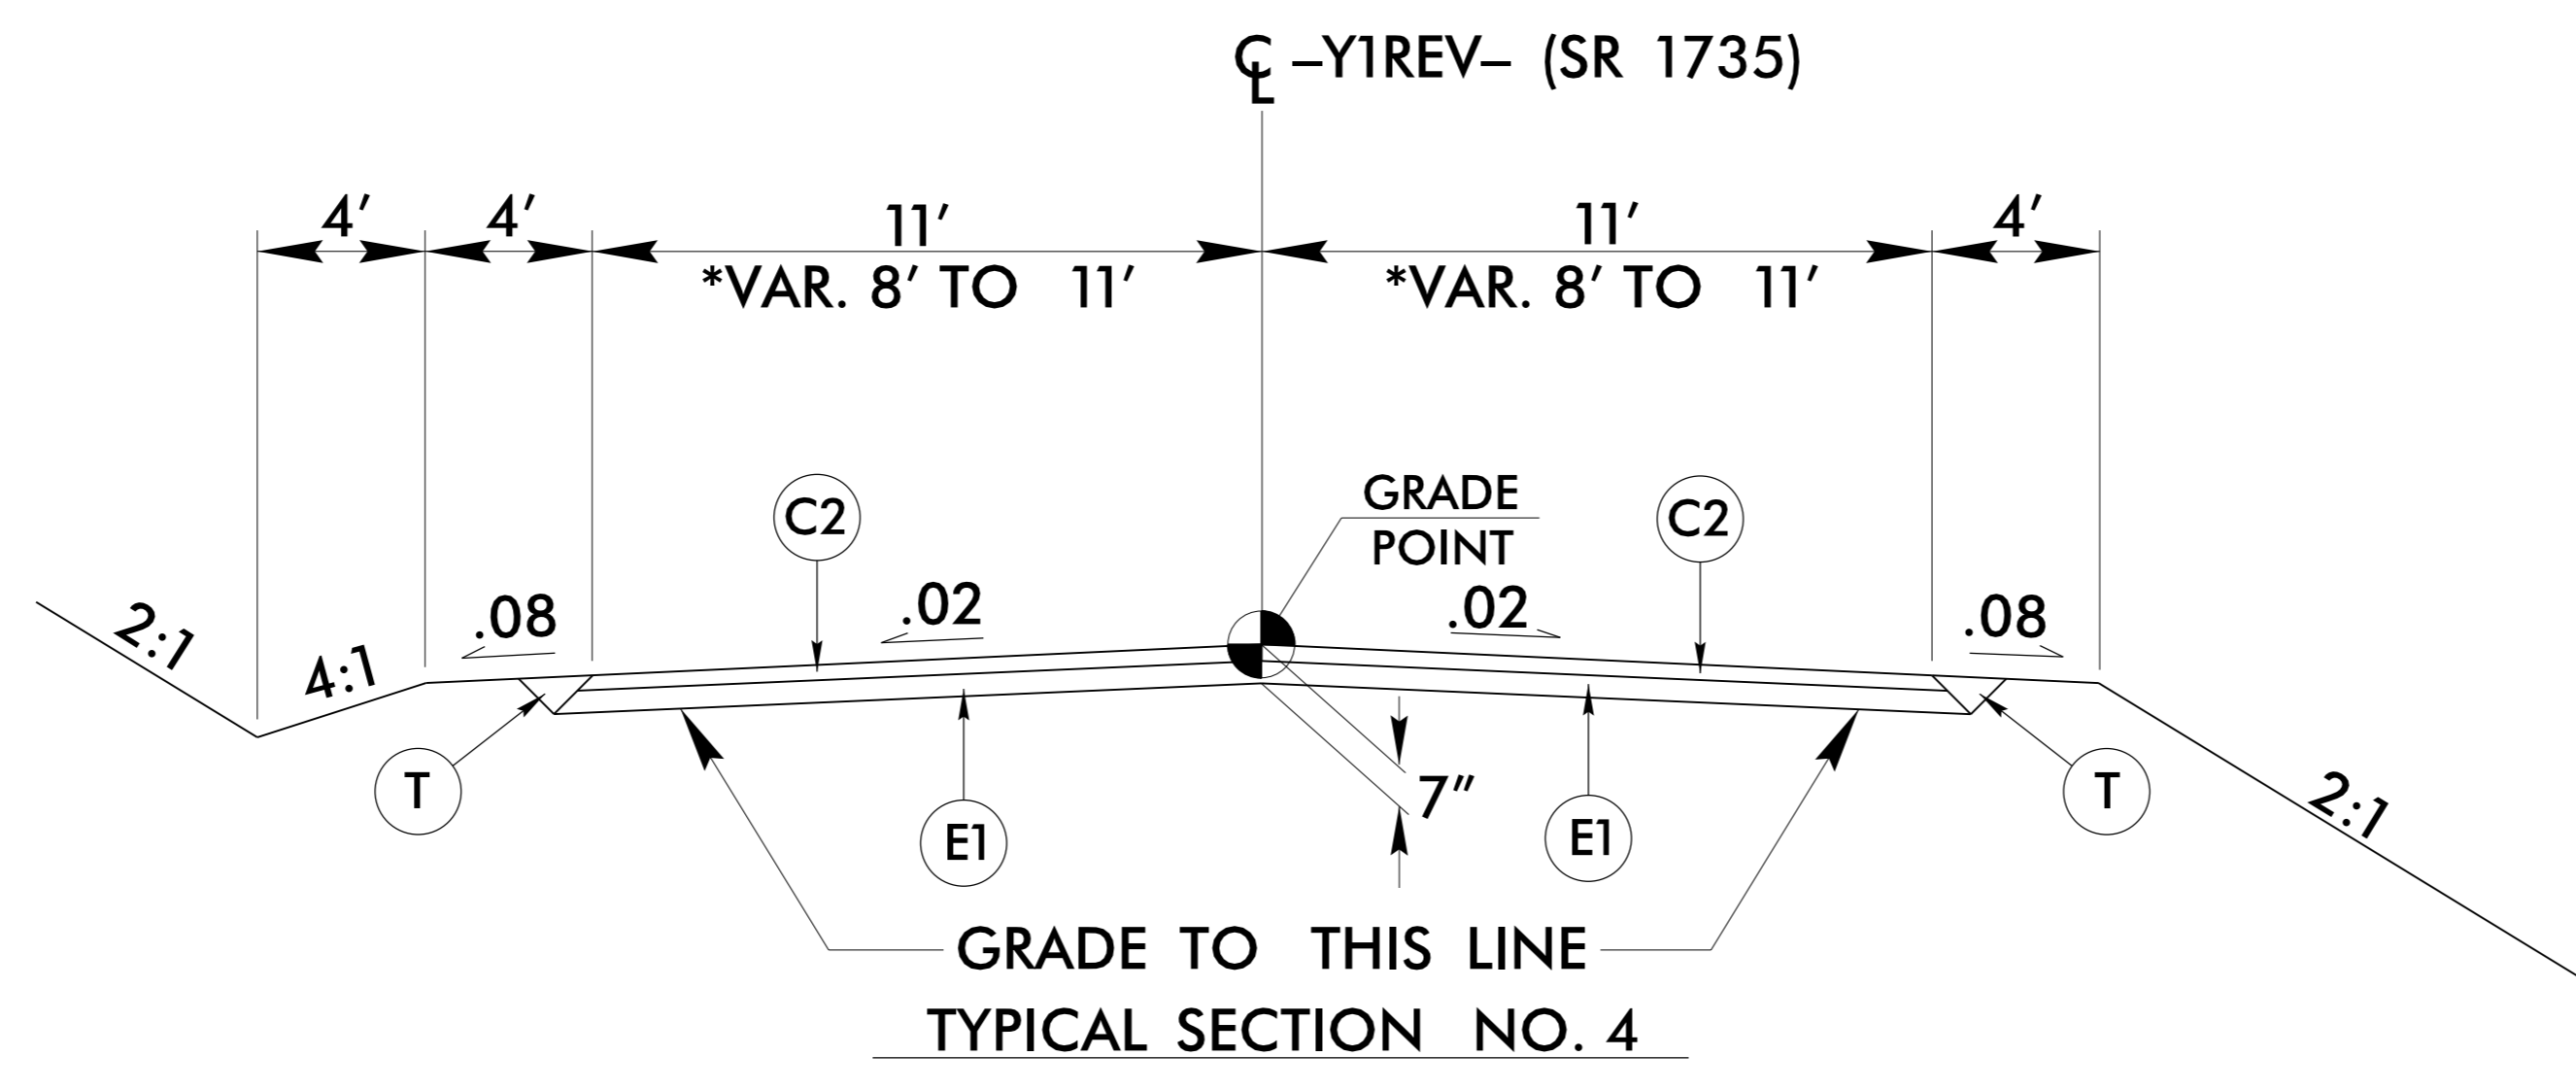 ℄ –Y1REV– (SR 1735)
4′ 4′ 11′ 11′ 4′
*VAR. 8′ TO 11′ *VAR. 8′ TO 11′
GRADE
POINT
C2 C2
.08 .02 .02 .08
2:1 4:1
T 7″ T 2:1
E1 E1
GRADE TO THIS LINE
TYPICAL SECTION NO. 4